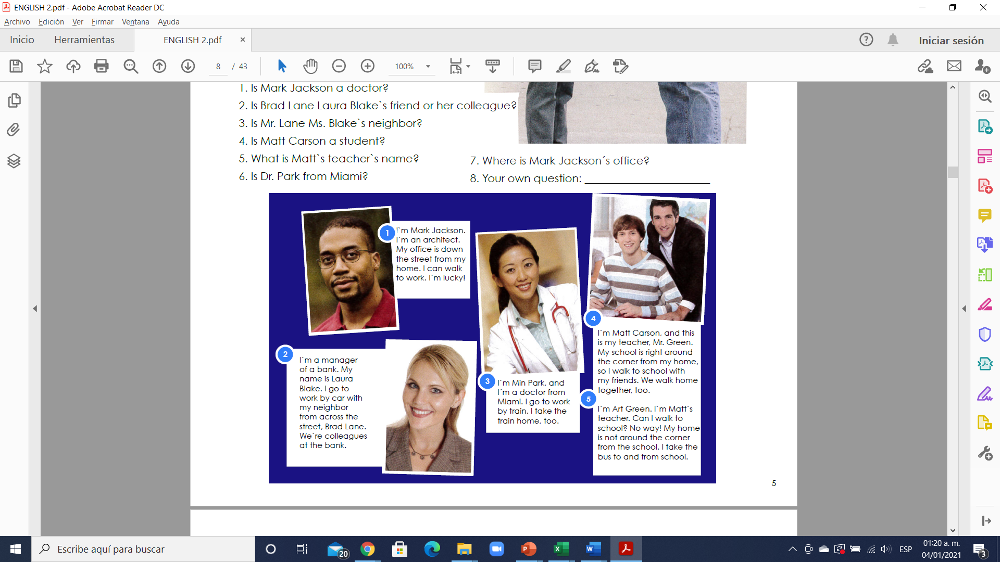 ENGLISH 2.pdf - Adobe Acrobat Reader DC
Archivo Edición Ver Firmar Ventana Ayuda
Inicio Herramientas ENGLISH 2.pdf × Iniciar sesión
8 / 43 100%
1. Is Mark Jackson a doctor?
2. Is Brad Lane Laura Blake`s friend or her colleague?
3. Is Mr. Lane Ms. Blake`s neighbor?
4. Is Matt Carson a student?
5. What is Matt`s teacher`s name?
6. Is Dr. Park from Miami?
7. Where is Mark Jackson´s office?
8. Your own question: ______________________
1
I`m Mark Jackson.
I`m an architect.
My office is down
the street from my
home. I can walk
to work. I`m lucky!
2
I`m a manager
of a bank. My
name is Laura
Blake. I go to
work by car with
my neighbor
from across the
street, Brad Lane.
We`re colleagues
at the bank.
3
I`m Min Park, and
I´m a doctor from
Miami. I go to work
by train. I take the
train home, too.
4
I`m Matt Carson, and this
is my teacher, Mr. Green.
My school is right around
the corner from my home,
so I walk to school with
my friends. We walk home
together, too.
5
I´m Art Green. I`m Matt`s
teacher. Can I walk to
school? No way! My home
is not around the corner
from the school. I take the
bus to and from school.
5
Escribe aquí para buscar
20
ESP
01:20 a. m.
04/01/2021
3